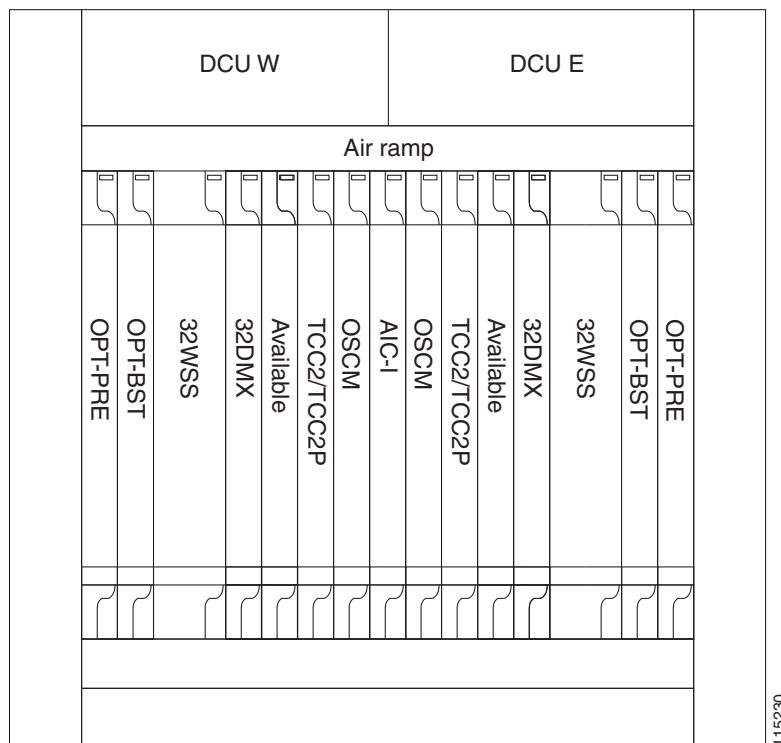 DCU W
DCU E
Air ramp
OPT-PRE
OPT-BST
32WSS
32DMX
Available
TCC2/TCC2P
OSCM
AIC-I
OSCM
TCC2/TCC2P
Available
32DMX
32WSS
OPT-BST
OPT-PRE
115230